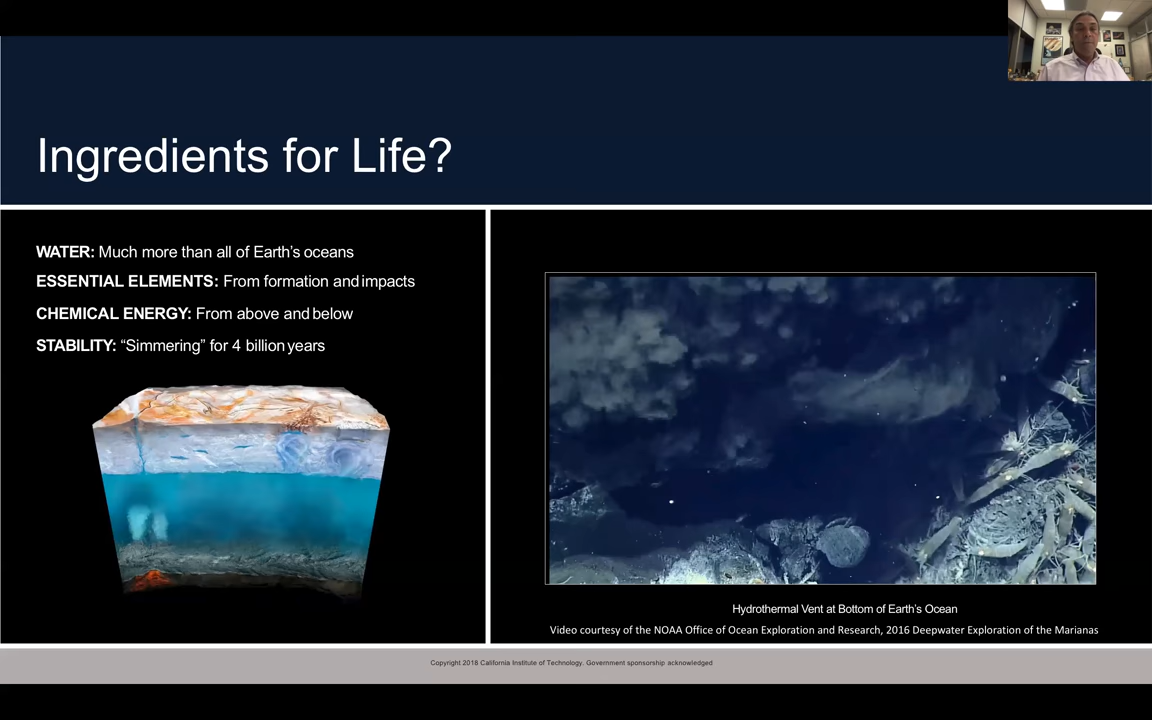 Ingredients for Life?
WATER: Much more than all of Earth's oceans
ESSENTIAL ELEMENTS: From formation and impacts
CHEMICAL ENERGY: From above and below
STABILITY: “Simmering” for 4 billion years
Hydrothermal Vent at Bottom of Earth's Ocean
Video courtesy of the NOAA Office of Ocean Exploration and Research, 2016 Deepwater Exploration of the Marianas
Copyright 2018 California Institute of Technology. Government sponsorship acknowledged